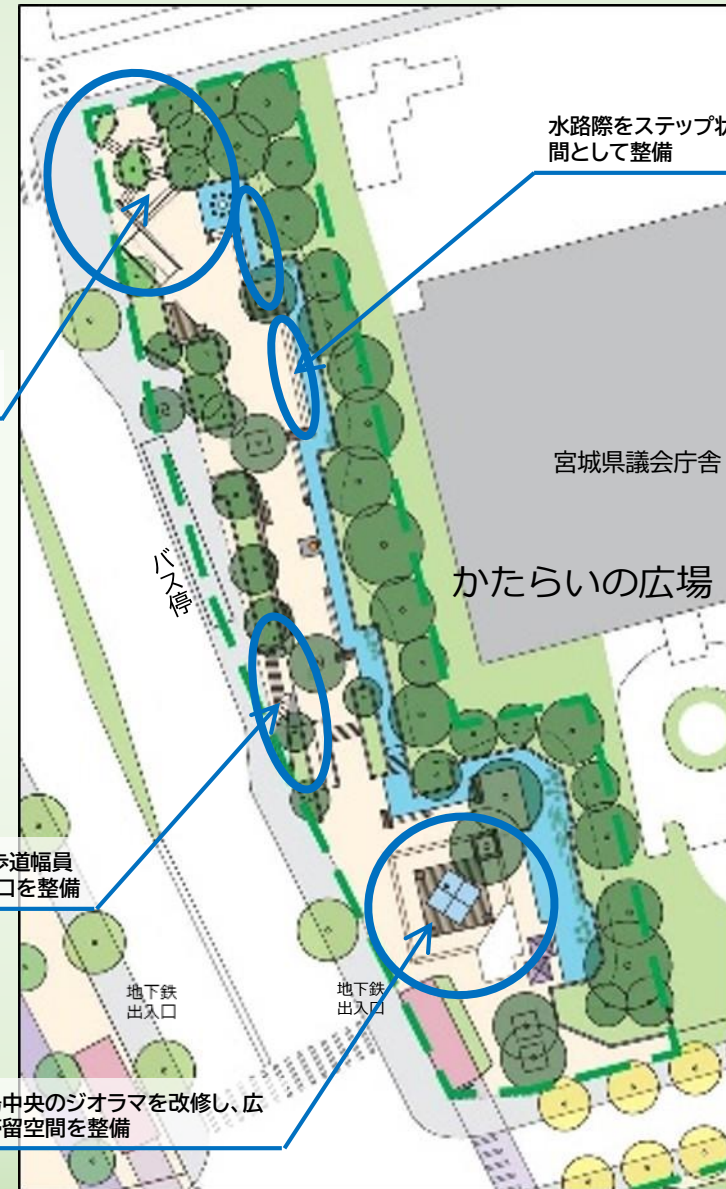 水路際をステップ状
間として整備
宮城県議会庁舎
かたらいの広場
バス停
歩道幅員
口を整備
地下鉄
出入口
地下鉄
出入口
中央のジオラマを改修し、広
留空間を整備